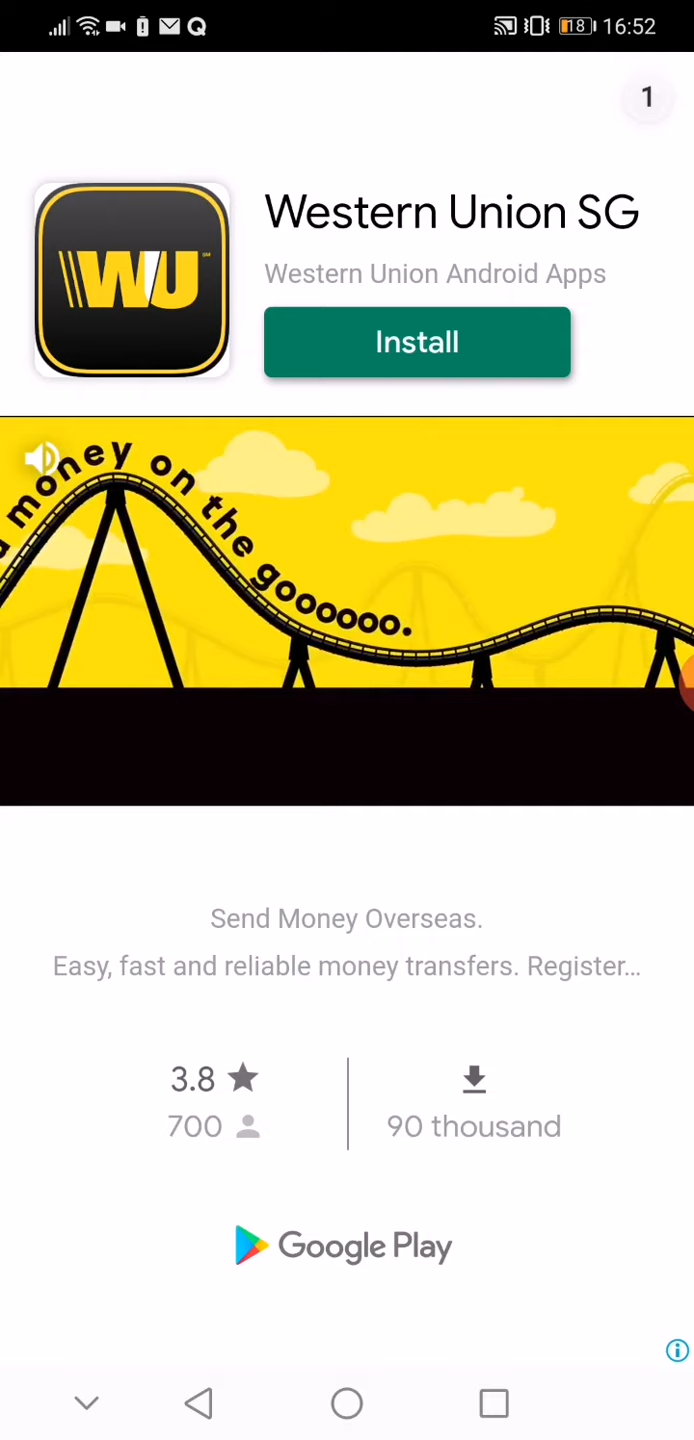 18 16:52
1
Western Union SG
WU
Western Union Android Apps
Install
money on the goooooo.
Send Money Overseas.
Easy, fast and reliable money transfers. Register...
3.8
700
90 thousand
Google Play